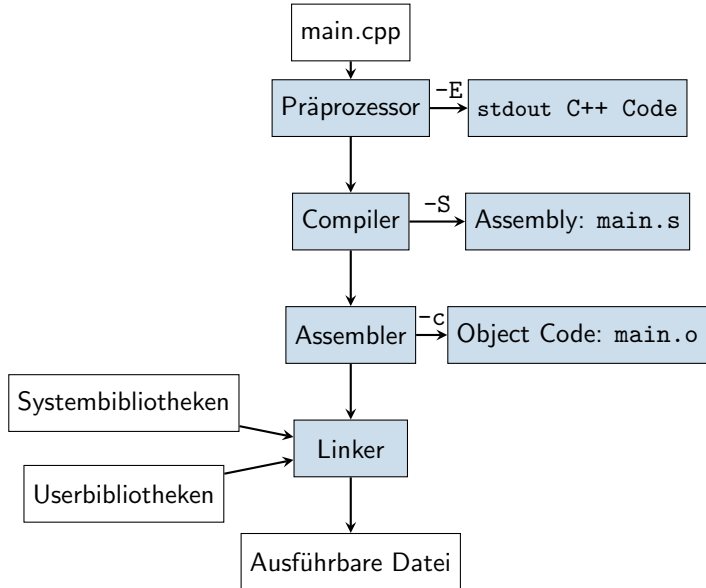 main.cpp
-E
Präprozessor
stdout C++ Code
-S
Compiler
Assembly: main.s
-c
Assembler
Object Code: main.o
Systembibliotheken
Linker
Userbibliotheken
Ausführbare Datei